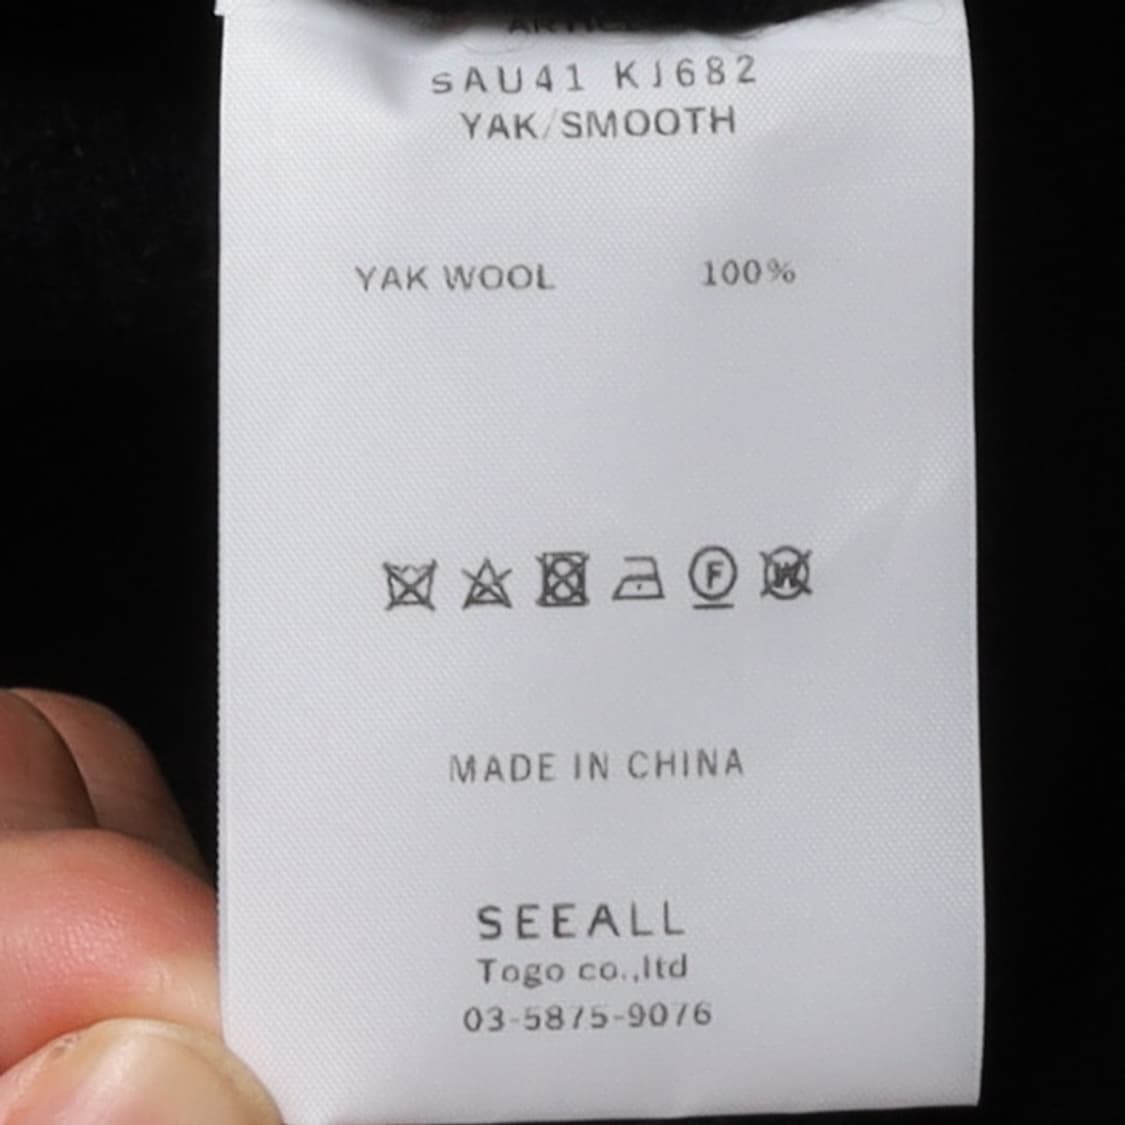 SAU41 KJ682
YAK/SMOOTH
YAK WOOL 100%
F W
MADE IN CHINA
SEEALL
Togo co.,ltd
03-5875-9076